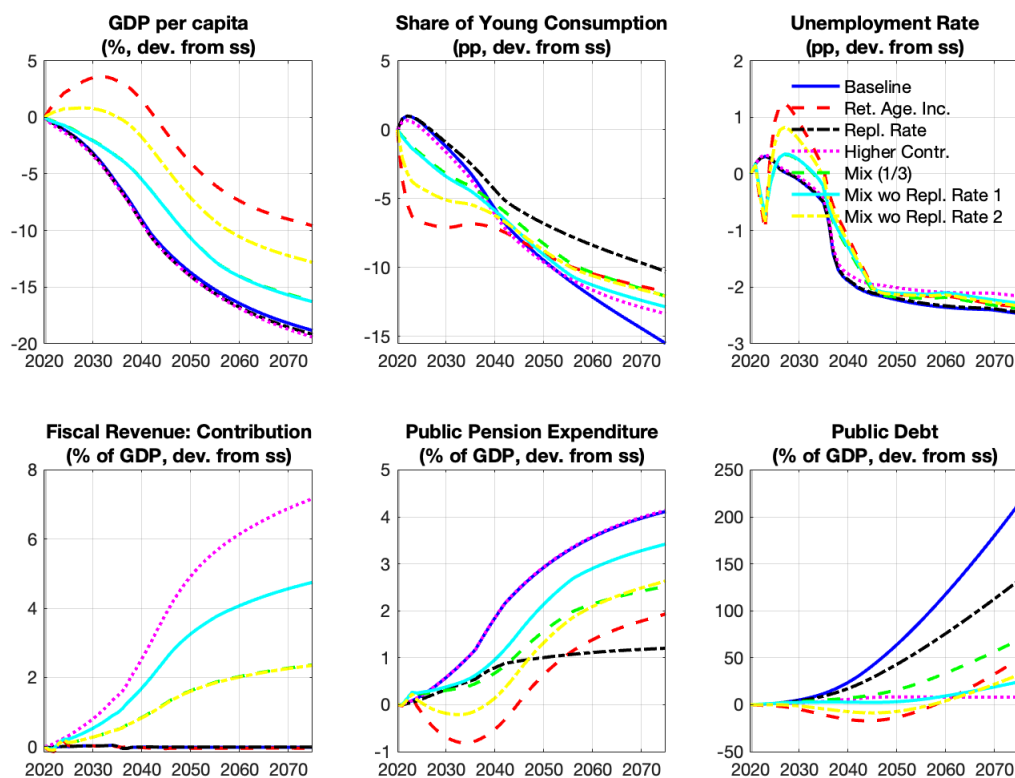 GDP per capita
(%, dev. from ss)
5
0
-5
-10
-15
-20
2020 2030 2040 2050 2060 2070
Share of Young Consumption
(pp, dev. from ss)
5
0
-5
-10
-15
2020 2030 2040 2050 2060 2070
Unemployment Rate
(pp, dev. from ss)
2
1
0
-1
-2
-3
2020 2030 2040 2050 2060 2070
Baseline
Ret. Age. Inc.
Repl. Rate
Higher Contr.
Mix (1/3)
Mix wo Repl. Rate 1
Mix wo Repl. Rate 2
Fiscal Revenue: Contribution
(% of GDP, dev. from ss)
8
6
4
2
0
2020 2030 2040 2050 2060 2070
Public Pension Expenditure
(% of GDP, dev. from ss)
5
4
3
2
1
0
-1
2020 2030 2040 2050 2060 2070
Public Debt
(% of GDP, dev. from ss)
250
200
150
100
50
0
-50
2020 2030 2040 2050 2060 2070